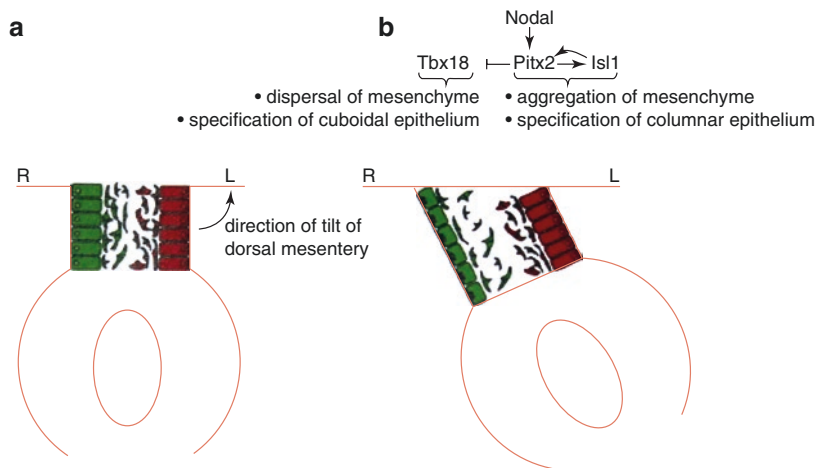 a
R L
direction of tilt of
dorsal mesentery
b
Nodal
Tbx18 Pitx2 Isl1
• dispersal of mesenchyme • aggregation of mesenchyme
• specification of cuboidal epithelium • specification of columnar epithelium
R L